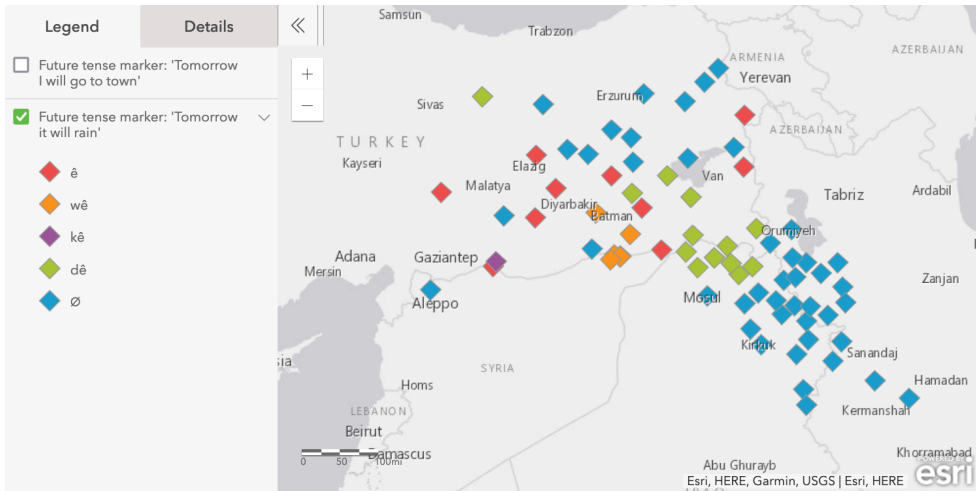 Legend
Details
Future tense marker: 'Tomorrow
I will go to town'
Future tense marker: 'Tomorrow
it will rain'
ê
wê
kê
dê
Ø
+
−
Samsun
Trabzon
ARMENIA
AZERBAIJAN
Yerevan
Sivas
Erzurum
AZERBAIJAN
TURKEY
Kayseri
Elazig
Van
Malatya
Tabriz
Ardabil
Diyarbakir
Batman
Orumiyeh
Adana
Gaziantep
Mersin
Zanjan
Aleppo
Mosul
Kirkuk
Sanandaj
SYRIA
Homs
Hamadan
LEBANON
Kermanshah
Beirut
Damascus
Khorramabad
0 50 100mi
Abu Ghurayb
POWERED BY
esri
Esri, HERE, Garmin, USGS | Esri, HERE